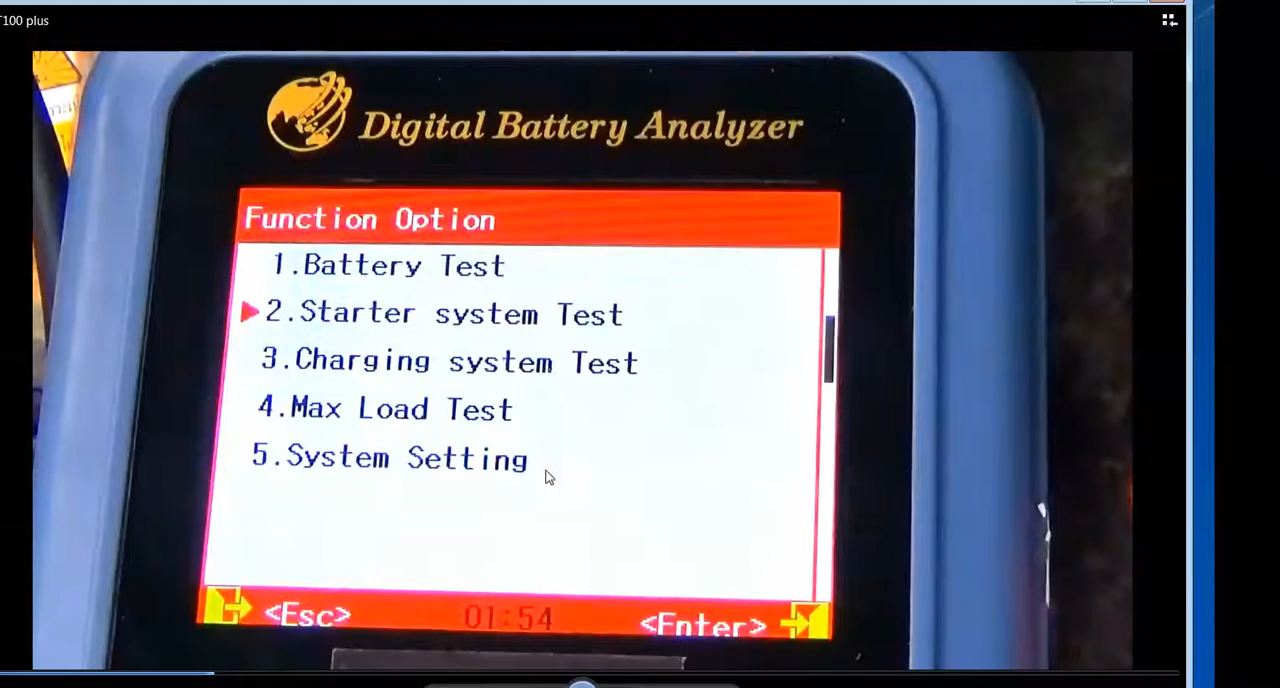 100 plus
Digital Battery Analyzer
Function Option
1.Battery Test
2.Starter system Test
3.Charging system Test
4.Max Load Test
5.System Setting
<Esc> 01:54 <Enter>